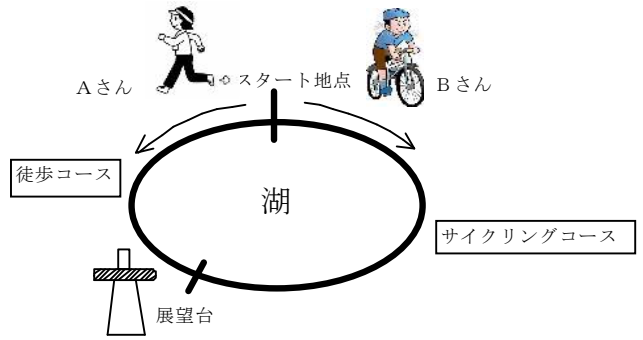 スタート地点
Aさん
Bさん
徒歩コース
湖
サイクリングコース
展望台